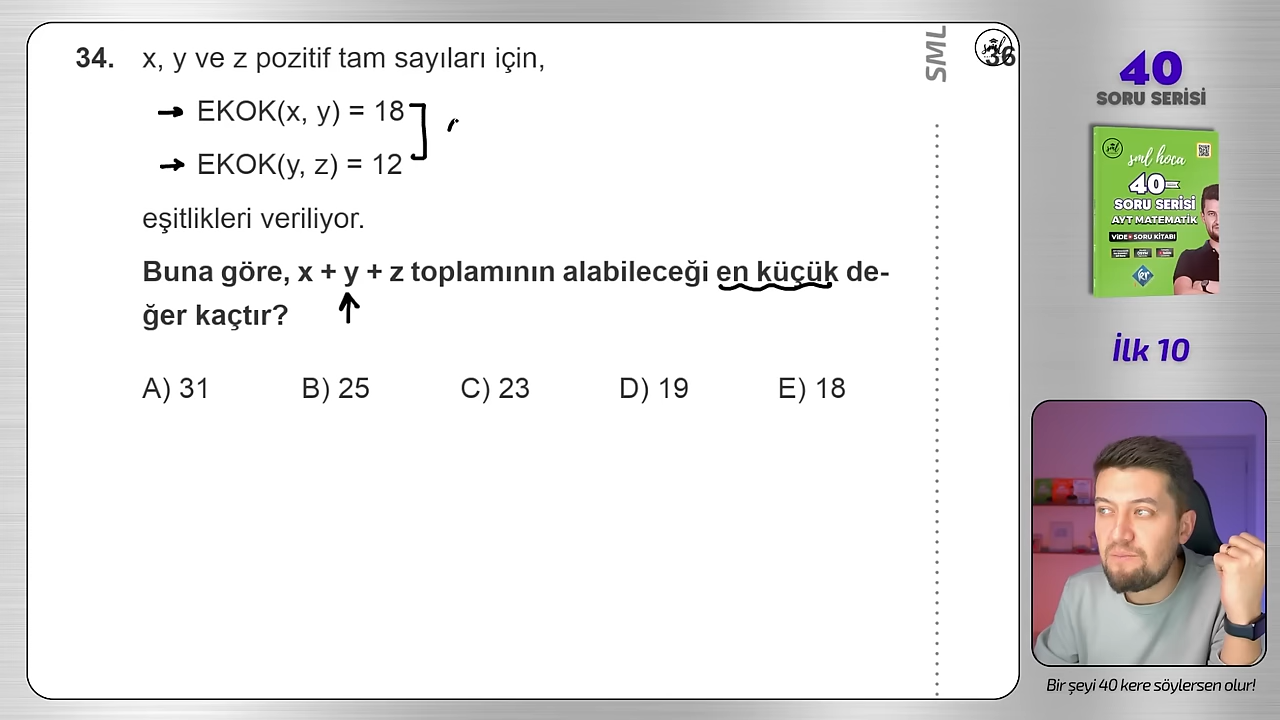 34. x, y ve z pozitif tam sayıları için,
EKOK(x, y) = 18
EKOK(y, z) = 12
eşitlikleri veriliyor.
Buna göre, x + y + z toplamının alabileceği en küçük de-
ğer kaçtır?
A) 31 B) 25 C) 23 D) 19 E) 18
SML
sml
36
40
SORU SERİSİ
sml
sml hoca
40
SORU SERİSİ
AYT MATEMATİK
VİDEO SORU KİTABI
İlk 10
Bir şeyi 40 kere söylersen olur!